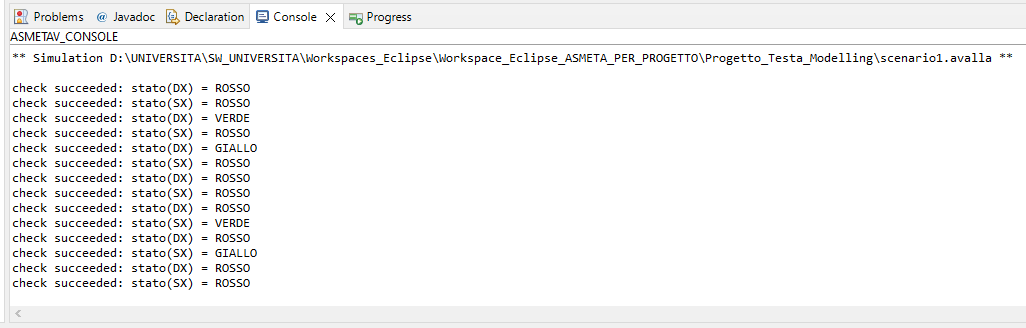 Problems @ Javadoc Declaration Console Progress
ASMETAV_CONSOLE
** Simulation D:\UNIVERSITA\SW_UNIVERSITA\Workspaces_Eclipse\Workspace_Eclipse_ASMETA_PER_PROGETTO\Progetto_Testa_Modelling\scenario1.avalla **
check succeeded: stato(DX) = ROSSO
check succeeded: stato(SX) = ROSSO
check succeeded: stato(DX) = VERDE
check succeeded: stato(SX) = ROSSO
check succeeded: stato(DX) = GIALLO
check succeeded: stato(SX) = ROSSO
check succeeded: stato(DX) = ROSSO
check succeeded: stato(SX) = ROSSO
check succeeded: stato(DX) = ROSSO
check succeeded: stato(SX) = VERDE
check succeeded: stato(DX) = ROSSO
check succeeded: stato(SX) = GIALLO
check succeeded: stato(DX) = ROSSO
check succeeded: stato(SX) = ROSSO